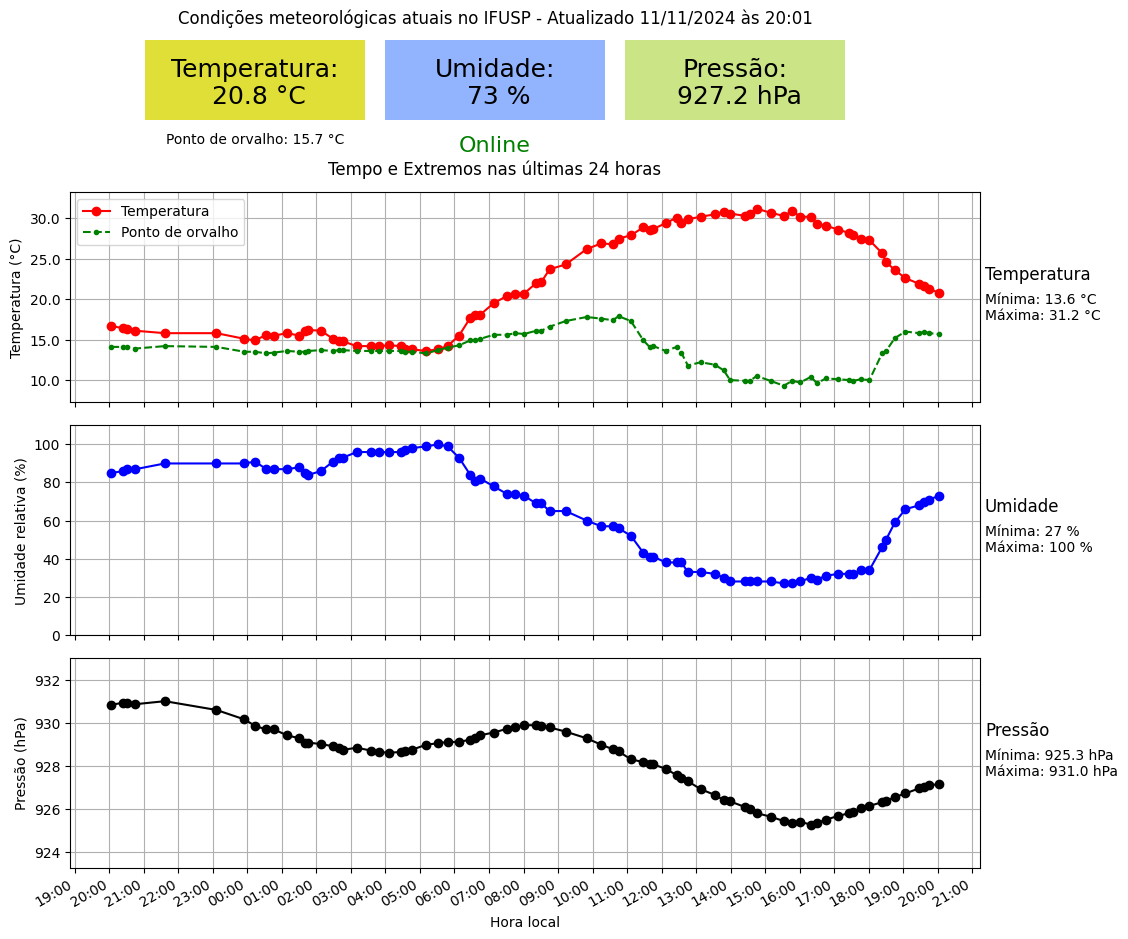 Condições meteorológicas atuais no IFUSP - Atualizado 11/11/2024 às 20:01
Temperatura:
20.8 °C
Umidade:
73 %
Pressão:
927.2 hPa
Ponto de orvalho: 15.7 °C
Online
Tempo e Extremos nas últimas 24 horas
Temperatura
Ponto de orvalho
Temperatura (°C)
30.0
25.0
20.0
15.0
10.0
Temperatura
Mínima: 13.6 °C
Máxima: 31.2 °C
Umidade relativa (%)
100
80
60
40
20
0
Umidade
Mínima: 27 %
Máxima: 100 %
Pressão (hPa)
932
930
928
926
924
Pressão
Mínima: 925.3 hPa
Máxima: 931.0 hPa
19:00 20:00 21:00 22:00 23:00 00:00 01:00 02:00 03:00 04:00 05:00 06:00 07:00 08:00 09:00 10:00 11:00 12:00 13:00 14:00 15:00 16:00 17:00 18:00 19:00 20:00 21:00
Hora local